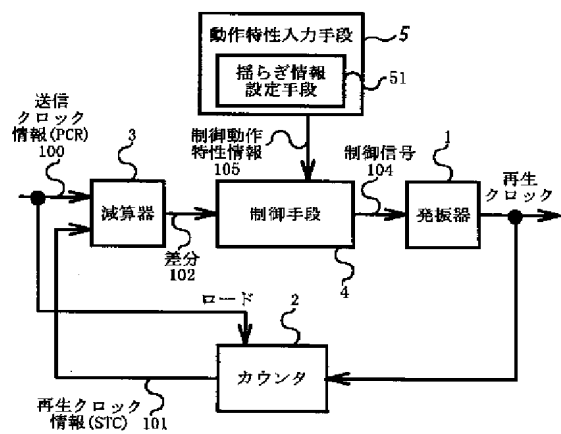 動作特性入力手段
5
揺らぎ情報
設定手段
51
送信
クロック
情報(PCR)
100
3
減算器
差分
102
制御動作
特性情報
105
制御手段
4
制御信号
104
1
発振器
再生
クロック
ロード
2
カウンタ
再生クロック
情報(STC)
101